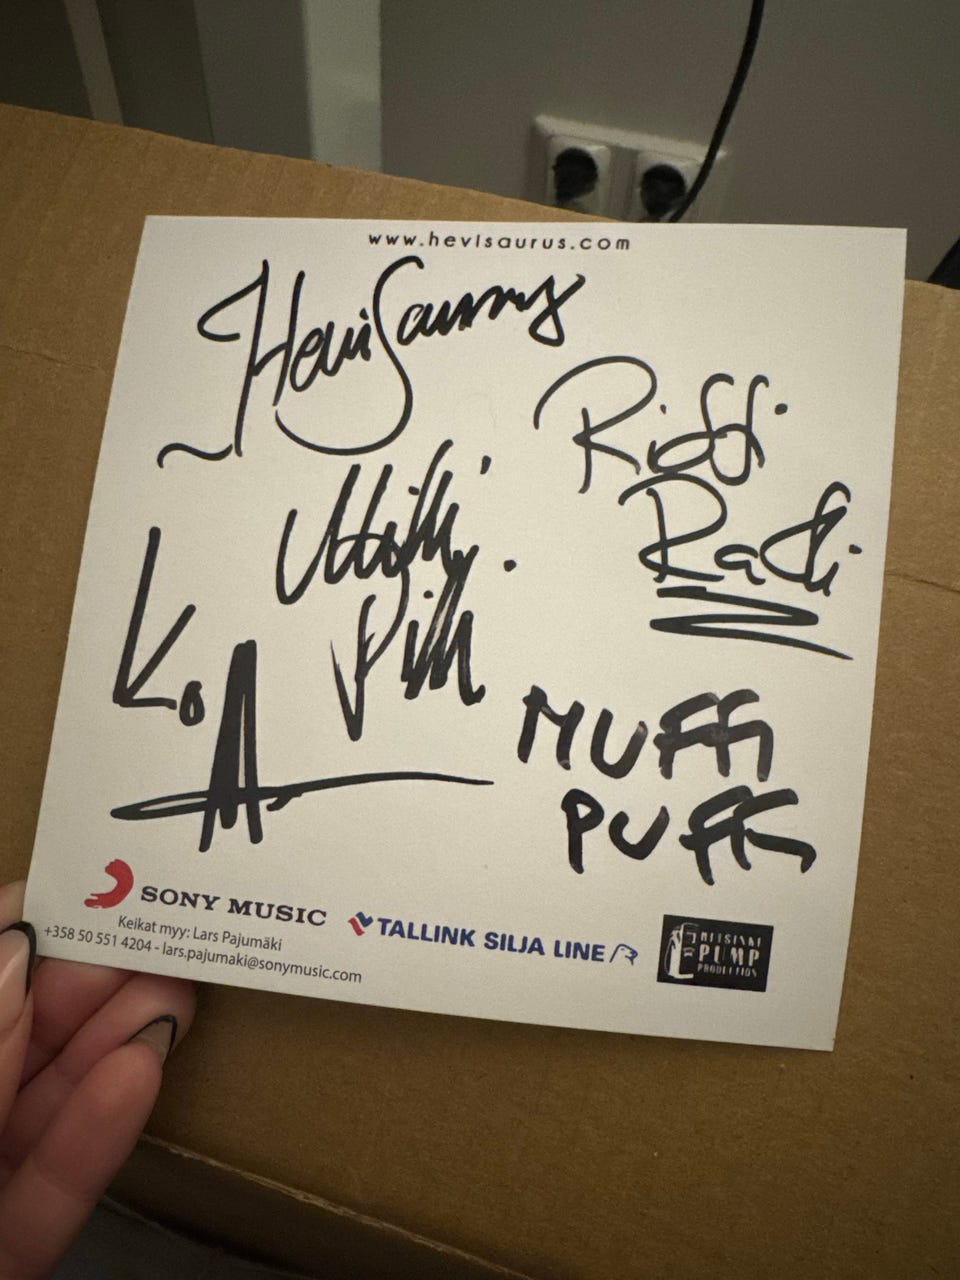 www.hevisaurus.com
HeviSaurus
Riffi
Raffi
Milli
Pilli
Komppi
MUFFI
PUFFI
SONY MUSIC
Keikat myy: Lars Pajumäki
+358 50 551 4204 - lars.pajumaki@sonymusic.com
TALLINK SILJA LINE
HELSINKI
PUMP
PRODUCTION